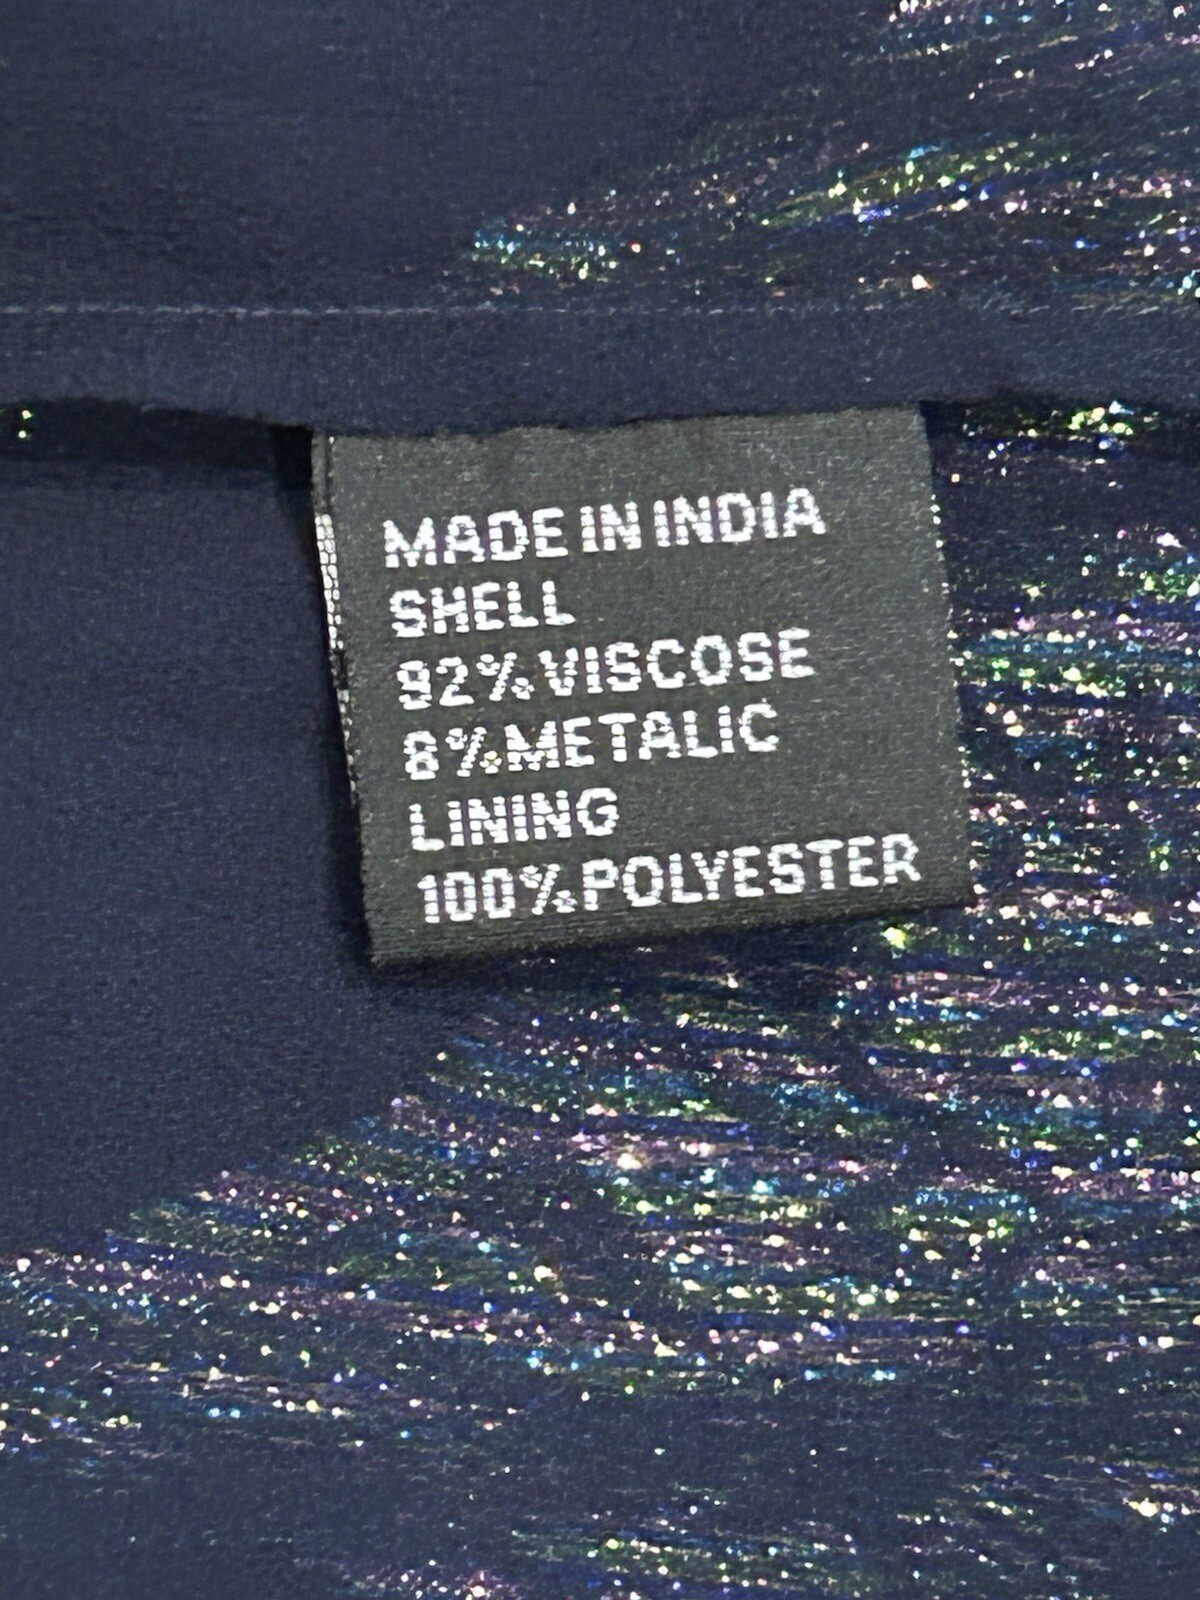 MADE IN INDIA
SHELL
92% VISCOSE
8% METALIC
LINING
100% POLYESTER